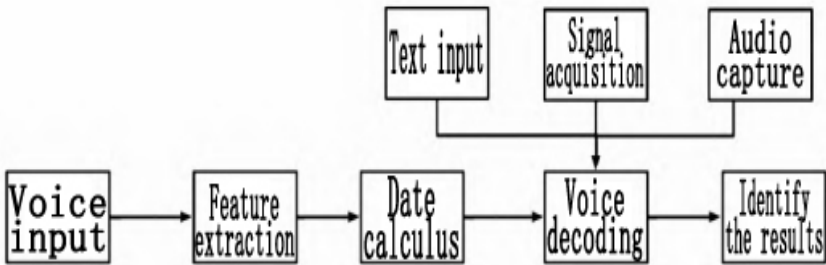 Text input
Signal
acquisition
Audio
capture
Voice
input
Feature
extraction
Date
calculus
Voice
decoding
Identify
the results